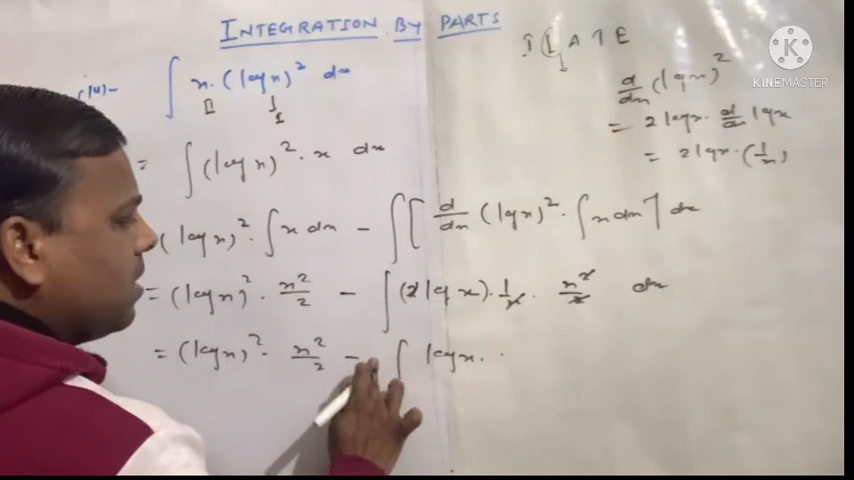 INTEGRATION BY PARTS
I L A T E
∫ x. (log x)² dx
II I
= ∫ (log x)² . x dx
(log x)² . ∫ x dx - ∫ [ d/dx (log x)² . ∫ x dx ] dx
= (log x)² . x²/2 - ∫ (2 log x) . 1/x . x²/2 dx
= (log x)² . x²/2 - ∫ log x .
d/dx (log x)²
= 2 log x . d/dx log x
= 2 log x . (1/x)
KINEMASTER